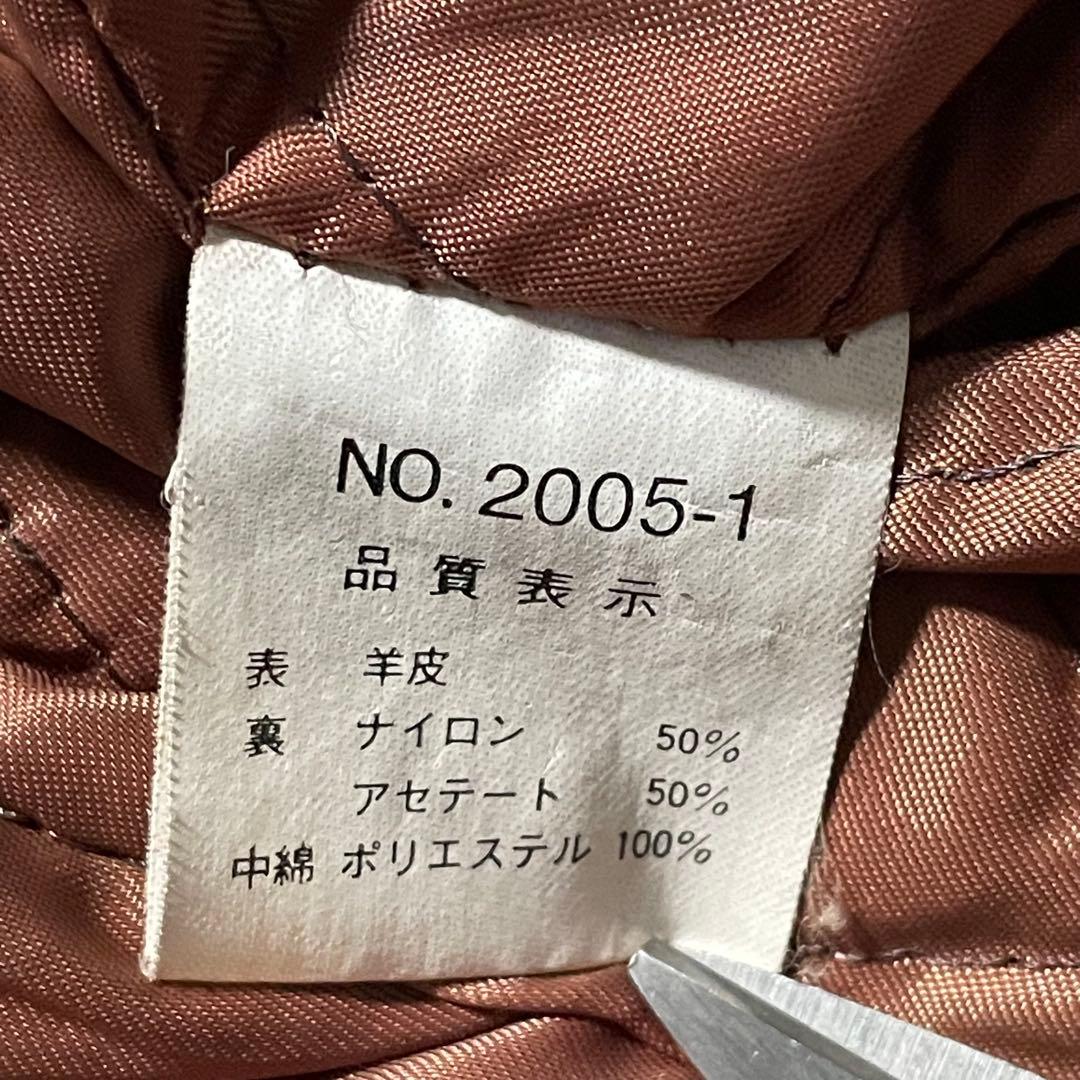 NO. 2005-1
品質表示
表 羊皮
裏 ナイロン 50%
アセテート 50%
中綿 ポリエステル 100%